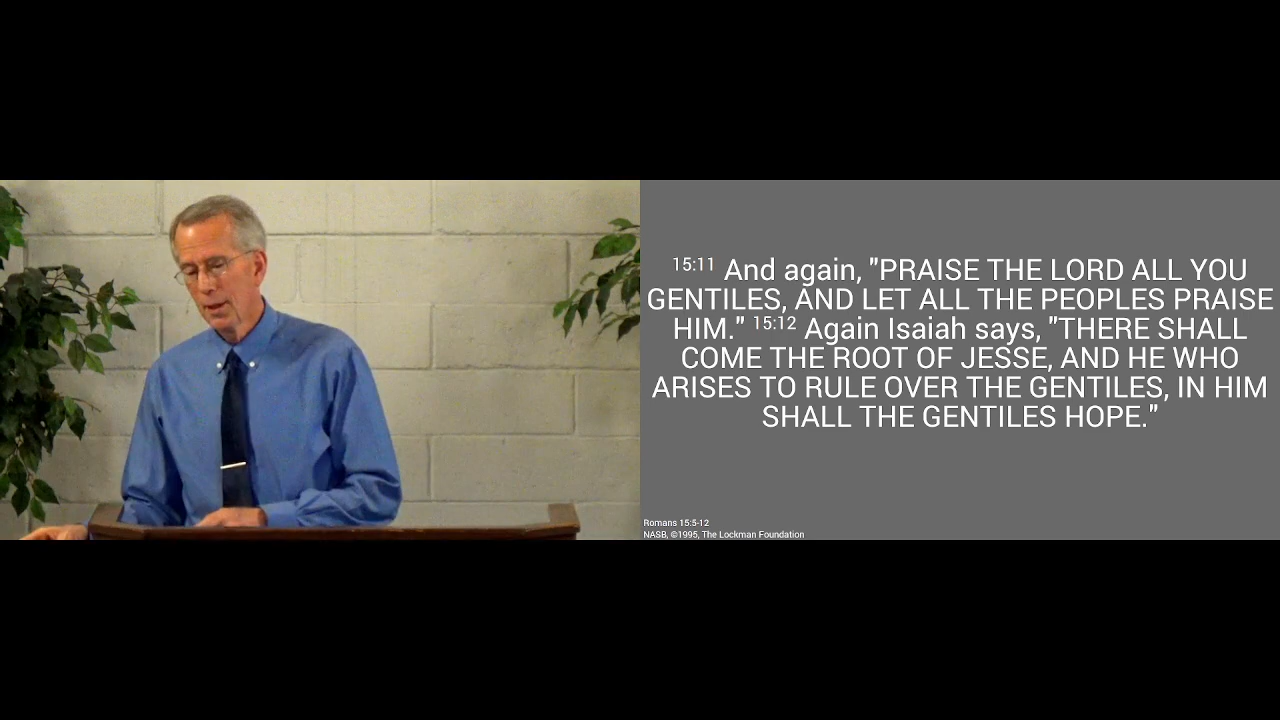 15:11 And again, "PRAISE THE LORD ALL YOU
GENTILES, AND LET ALL THE PEOPLES PRAISE
HIM." 15:12 Again Isaiah says, "THERE SHALL
COME THE ROOT OF JESSE, AND HE WHO
ARISES TO RULE OVER THE GENTILES, IN HIM
SHALL THE GENTILES HOPE."
Romans 15:5-12
NASB, ©1995, The Lockman Foundation